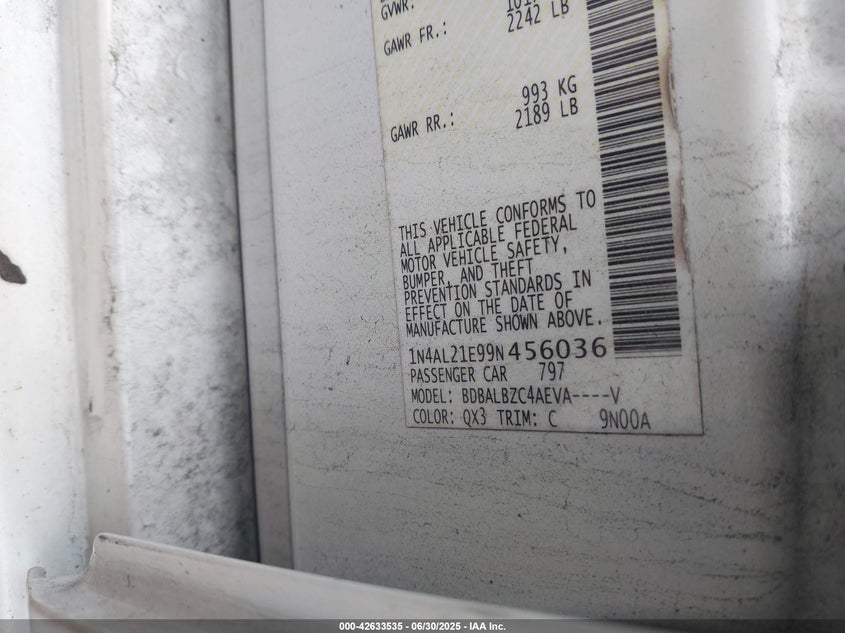 GVWR:
2242 LB
GAWR FR.:
993 KG
GAWR RR.: 2189 LB
THIS VEHICLE CONFORMS TO
ALL APPLICABLE FEDERAL
MOTOR VEHICLE SAFETY,
BUMPER, AND THEFT
PREVENTION STANDARDS IN
EFFECT ON THE DATE OF
MANUFACTURE SHOWN ABOVE.
1N4AL21E99N456036
PASSENGER CAR 797
MODEL: BDBALBZC4AEVA----V
COLOR: QX3 TRIM: C 9N00A
000-42633535 - 06/30/2025 - IAA Inc.